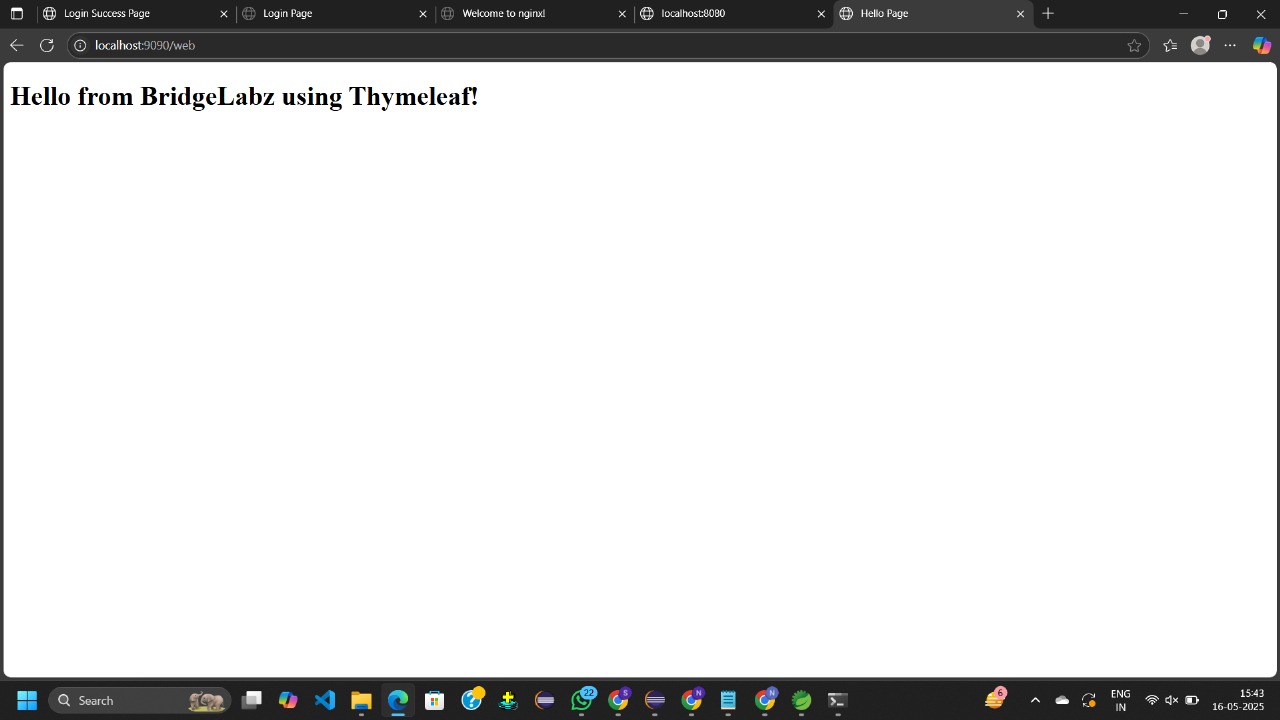 Login Success Page
Login Page
Welcome to nginx!
localhost:8080
Hello Page
localhost:9090/web
Hello from BridgeLabz using Thymeleaf!
Search
22
S
N
N
6
ENG
IN
15:43
16-05-2025